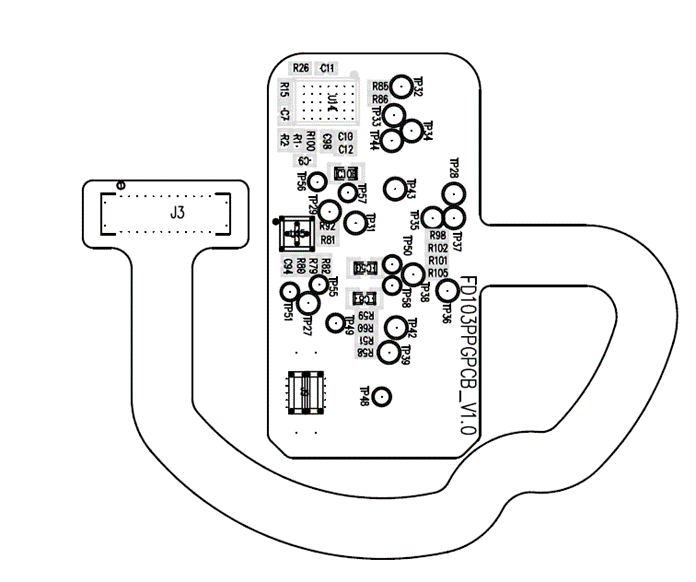 R26 C11
R15
U14
R85 TP32
R86
C7
TP33
TP34
TP44
R2 R1 R100 C98 C10
C12
C9
TP56
TP57
TP43
TP28
J3
TP29
TP31
TP35
TP37
R92
R81
R98
R102
R101
R105
TP50
C94 R80 R79 R82
TP55
TP58
TP38
TP36
TP51
TP27
TP49
R59
R60
R51
R58
TP42
TP39
TP48
FD103PPGPCB_V1.0